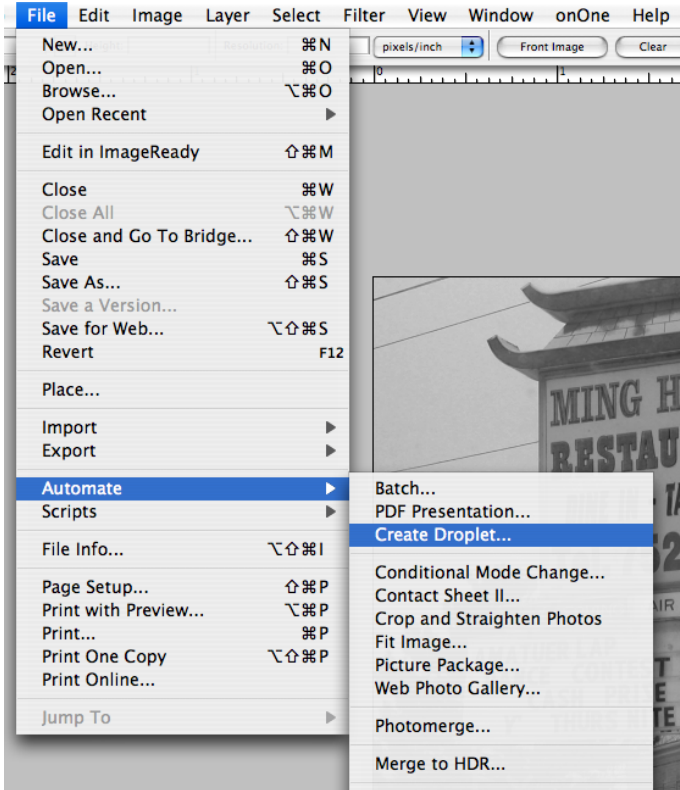 File Edit Image Layer Select Filter View Window onOne Help
pixels/inch Front Image Clear
0 1
New... ⌘N
Open... ⌘O
Browse... ⌥⌘O
Open Recent
Edit in ImageReady ⇧⌘M
Close ⌘W
Close All ⌥⌘W
Close and Go To Bridge... ⇧⌘W
Save ⌘S
Save As... ⇧⌘S
Save a Version...
Save for Web... ⌥⇧⌘S
Revert F12
Place...
Import
Export
Automate
Scripts
File Info... ⌥⇧⌘I
Page Setup... ⇧⌘P
Print with Preview... ⌥⌘P
Print... ⌘P
Print One Copy ⌥⇧⌘P
Print Online...
Jump To
Batch...
PDF Presentation...
Create Droplet...
Conditional Mode Change...
Contact Sheet II...
Crop and Straighten Photos
Fit Image...
Picture Package...
Web Photo Gallery...
Photomerge...
Merge to HDR...
MING H
RESTAU